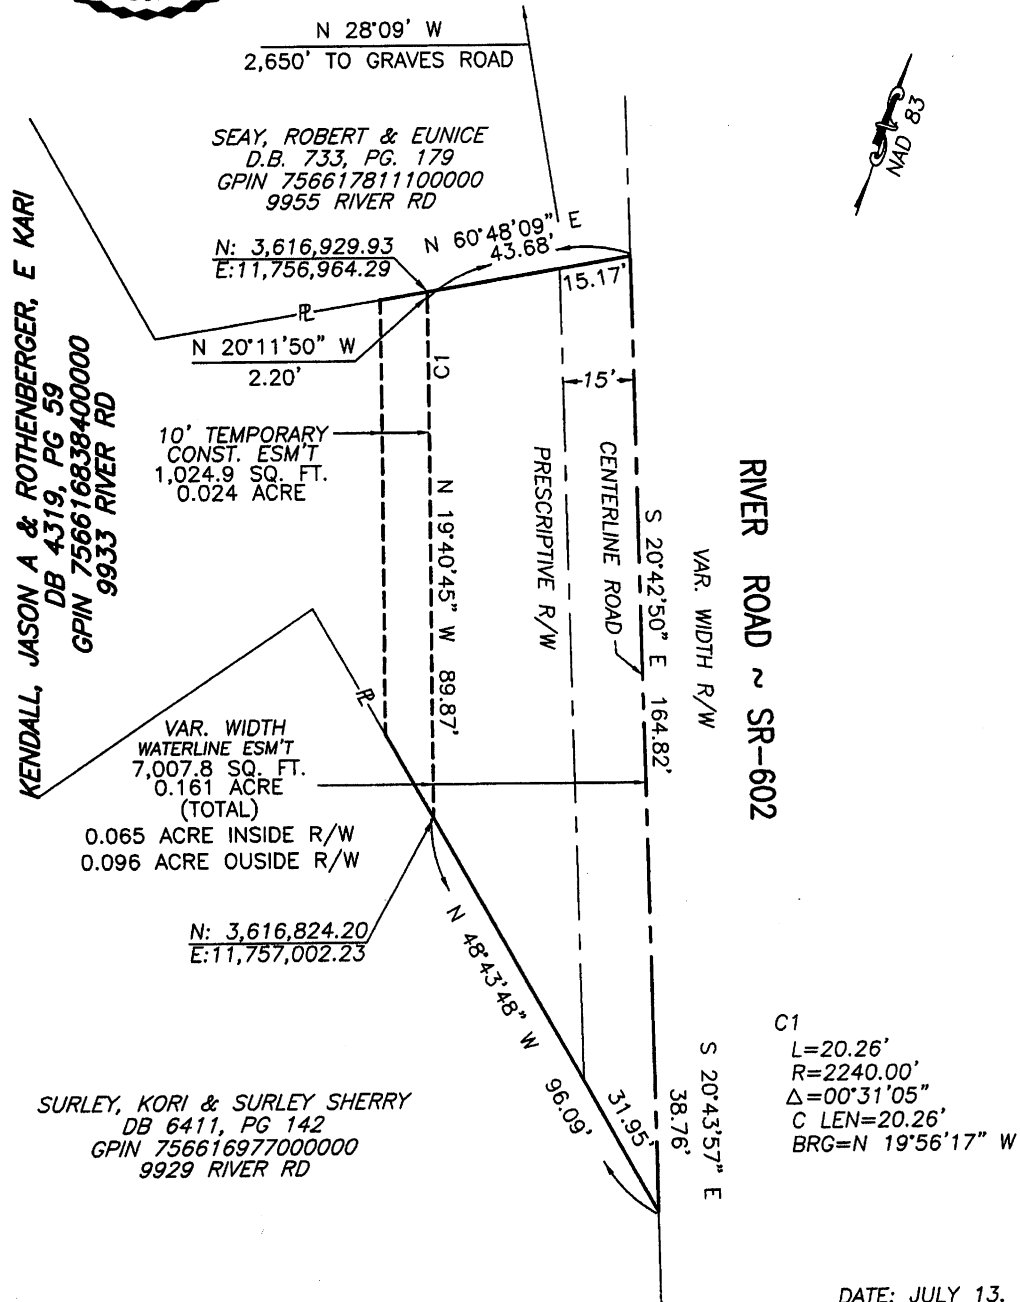 N 28°09' W
2,650' TO GRAVES ROAD
NAD 83
SEAY, ROBERT & EUNICE
D.B. 733, PG. 179
GPIN 756617811100000
9955 RIVER RD
N: 3,616,929.93
E:11,756,964.29
N 60°48'09" E
43.68'
15.17'
PL
N 20°11'50" W
2.20'
C1
15'
KENDALL, JASON A & ROTHENBERGER, E KARI
DB 4319, PG 59
GPIN 756616838400000
9933 RIVER RD
10' TEMPORARY
CONST. ESM'T
1,024.9 SQ. FT.
0.024 ACRE
N 19°40'45" W 89.87'
PRESCRIPTIVE R/W
CENTERLINE ROAD
S 20°42'50" E 164.82'
VAR. WIDTH R/W
RIVER ROAD ~ SR-602
PL
VAR. WIDTH
WATERLINE ESM'T
7,007.8 SQ. FT.
0.161 ACRE
(TOTAL)
0.065 ACRE INSIDE R/W
0.096 ACRE OUSIDE R/W
N: 3,616,824.20
E:11,757,002.23
N 48°43'48" W 96.09'
31.95'
S 20°43'57" E
38.76'
C1
L=20.26'
R=2240.00'
Δ=00°31'05"
C LEN=20.26'
BRG=N 19°56'17" W
SURLEY, KORI & SURLEY SHERRY
DB 6411, PG 142
GPIN 756616977000000
9929 RIVER RD
DATE: JULY 13,